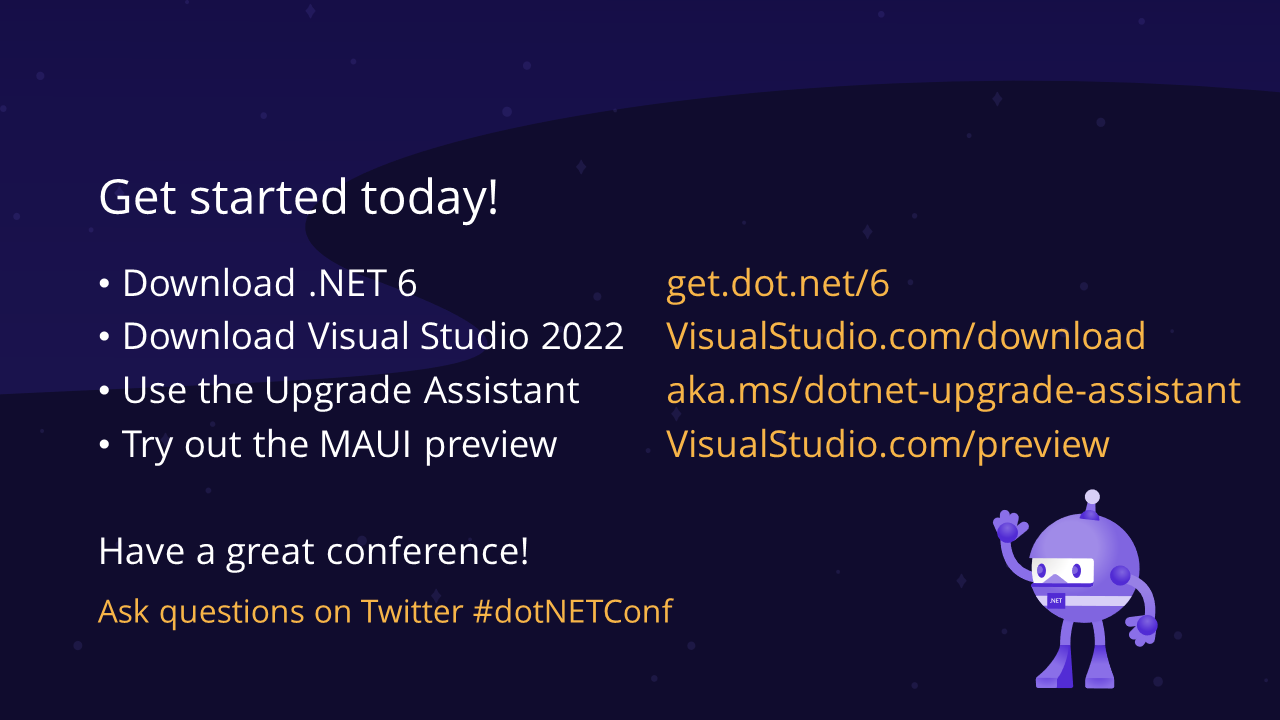 Get started today!
• Download .NET 6 get.dot.net/6
• Download Visual Studio 2022 VisualStudio.com/download
• Use the Upgrade Assistant aka.ms/dotnet-upgrade-assistant
• Try out the MAUI preview VisualStudio.com/preview
Have a great conference!
Ask questions on Twitter #dotNETConf
.NET